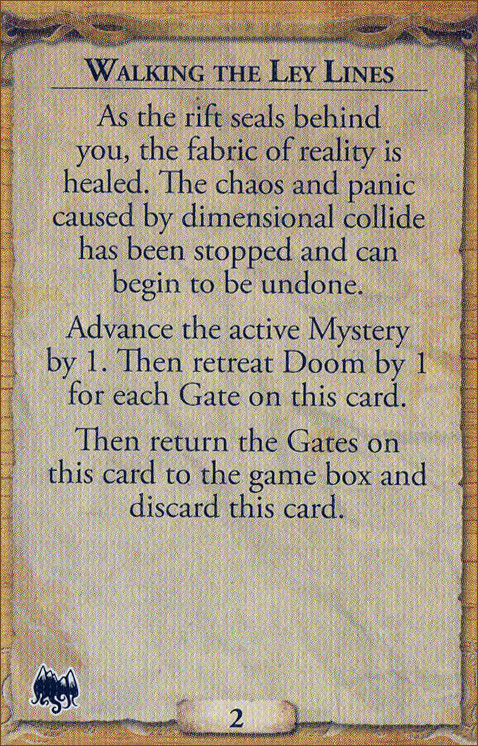 WALKING THE LEY LINES
As the rift seals behind
you, the fabric of reality is
healed. The chaos and panic
caused by dimensional collide
has been stopped and can
begin to be undone.
Advance the active Mystery
by 1. Then retreat Doom by 1
for each Gate on this card.
Then return the Gates on
this card to the game box and
discard this card.
2